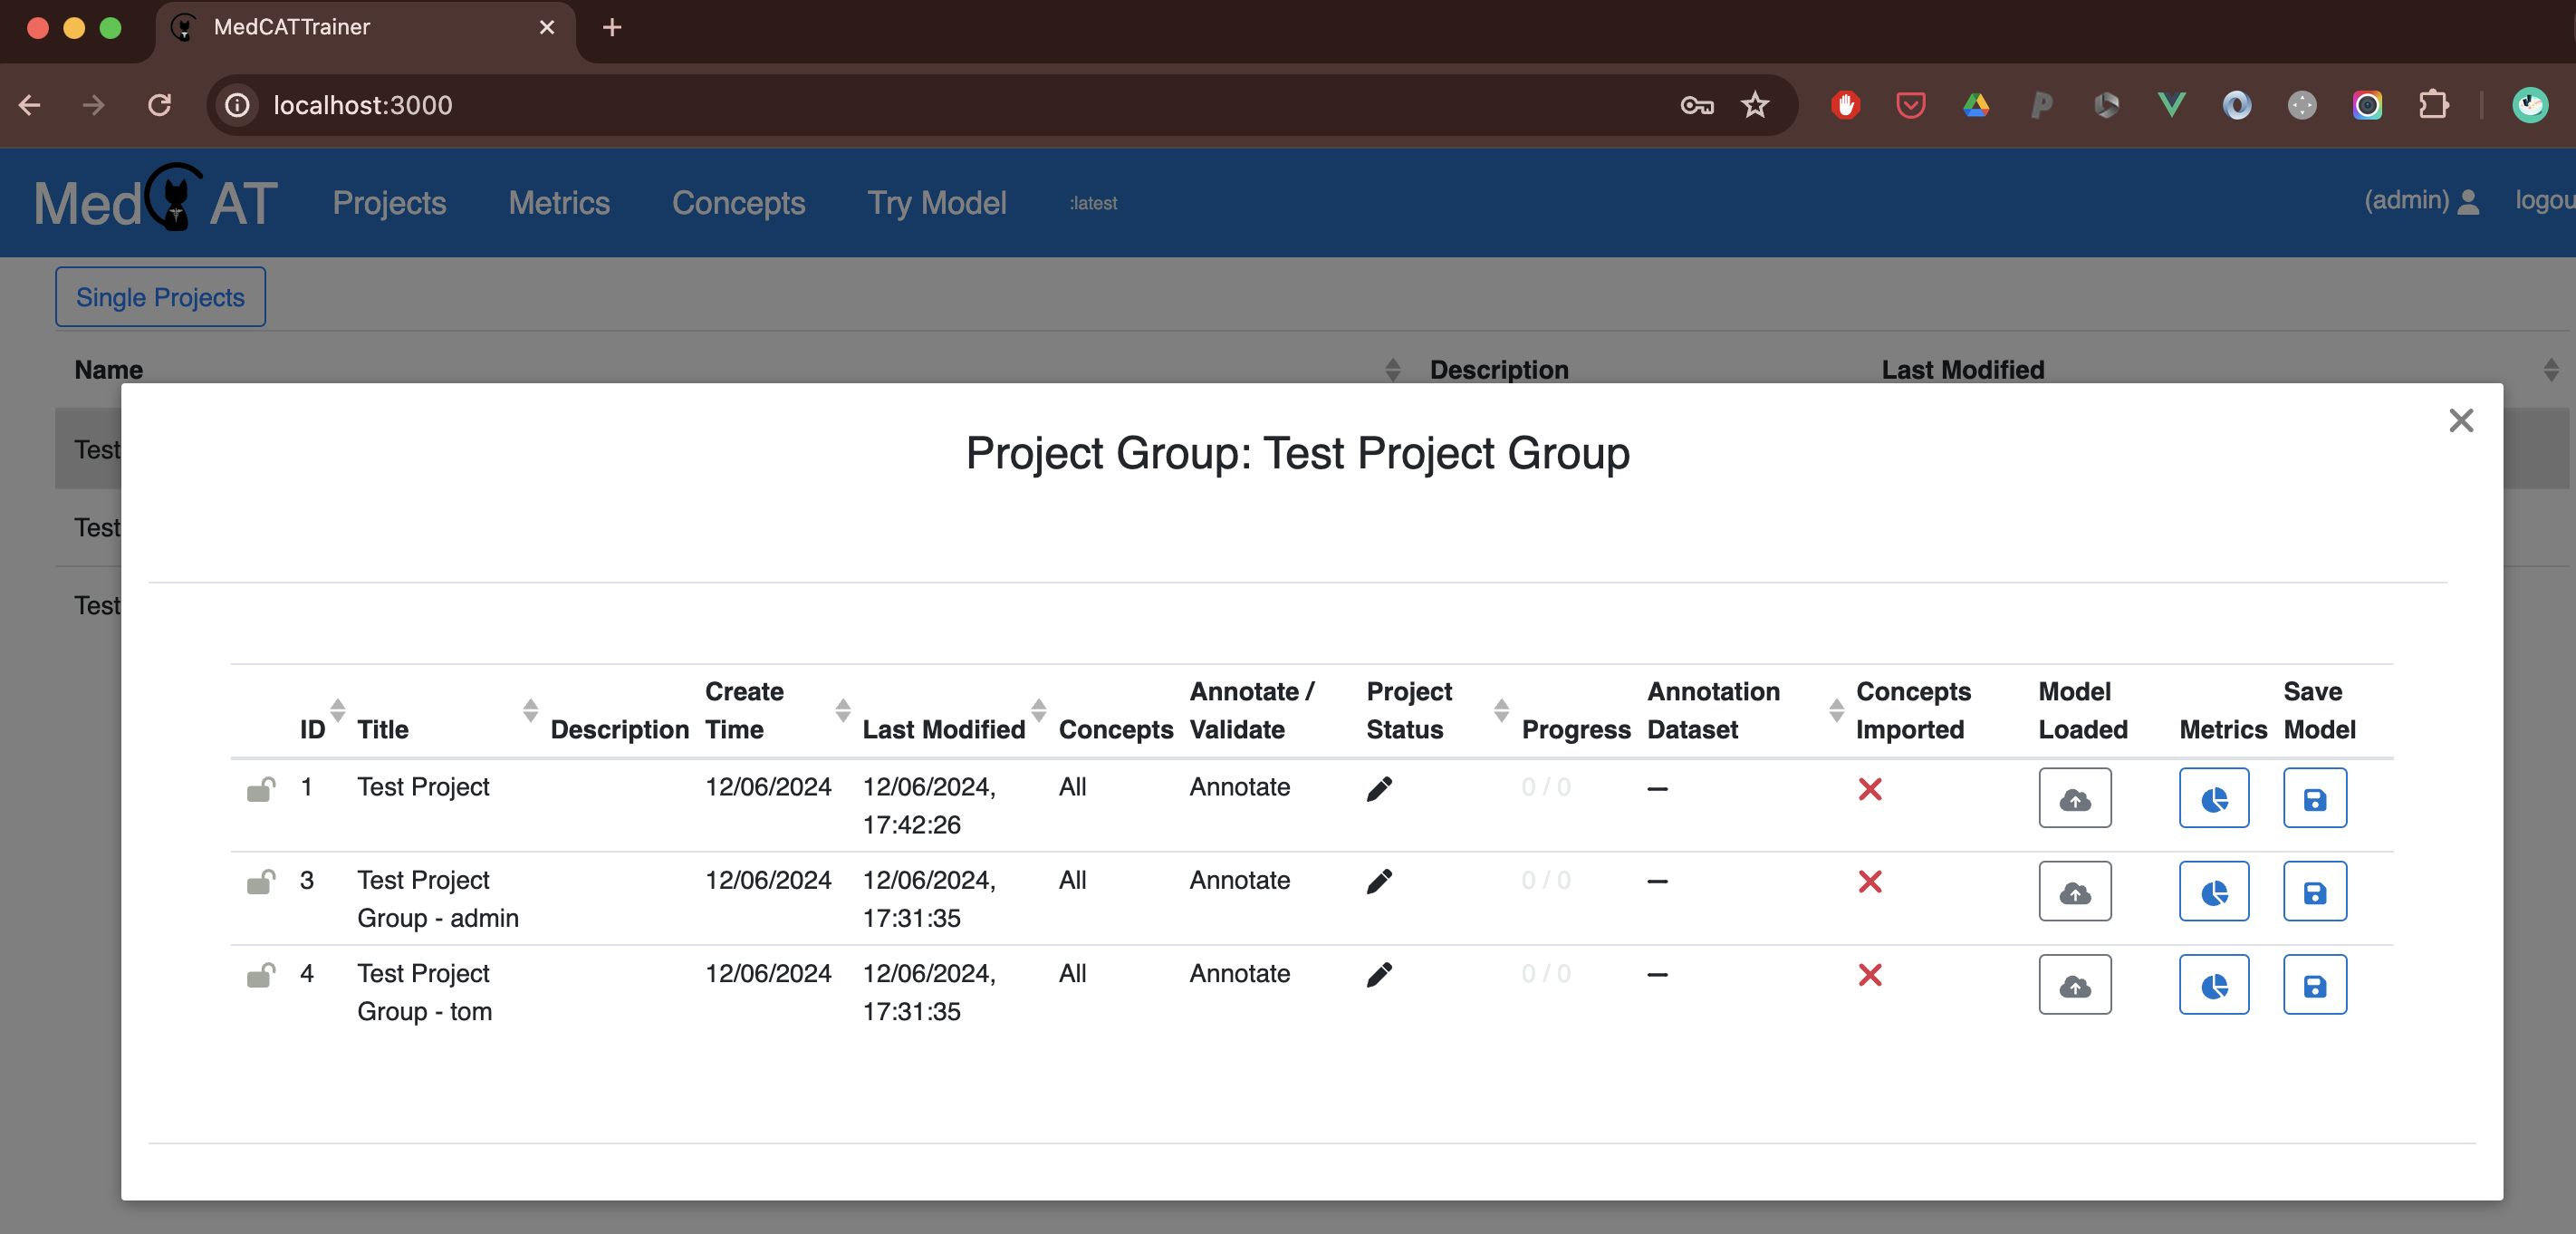 MedCATTrainer
localhost:3000
MedCAT Projects Metrics Concepts Try Model :latest (admin) logou
Single Projects
Name Description Last Modified
Test
Test
Test
Project Group: Test Project Group
ID Title Description Create Time Last Modified Concepts Annotate / Validate Project Status Progress Annotation Dataset Concepts Imported Model Loaded Metrics Save Model
1 Test Project 12/06/2024 12/06/2024, All Annotate 0 / 0
17:42:26
3 Test Project 12/06/2024 12/06/2024, All Annotate 0 / 0
Group - admin 17:31:35
4 Test Project 12/06/2024 12/06/2024, All Annotate 0 / 0
Group - tom 17:31:35